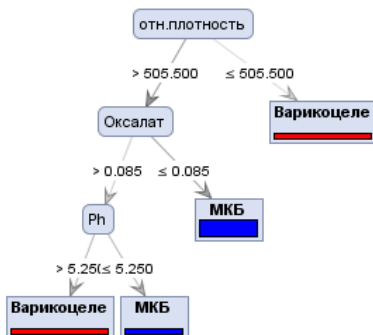 отн.плотность
> 505.500 ≤ 505.500
Оксалат
Варикоцеле
> 0.085 ≤ 0.085
Ph
МКБ
> 5.25(≤ 5.250
Варикоцеле МКБ